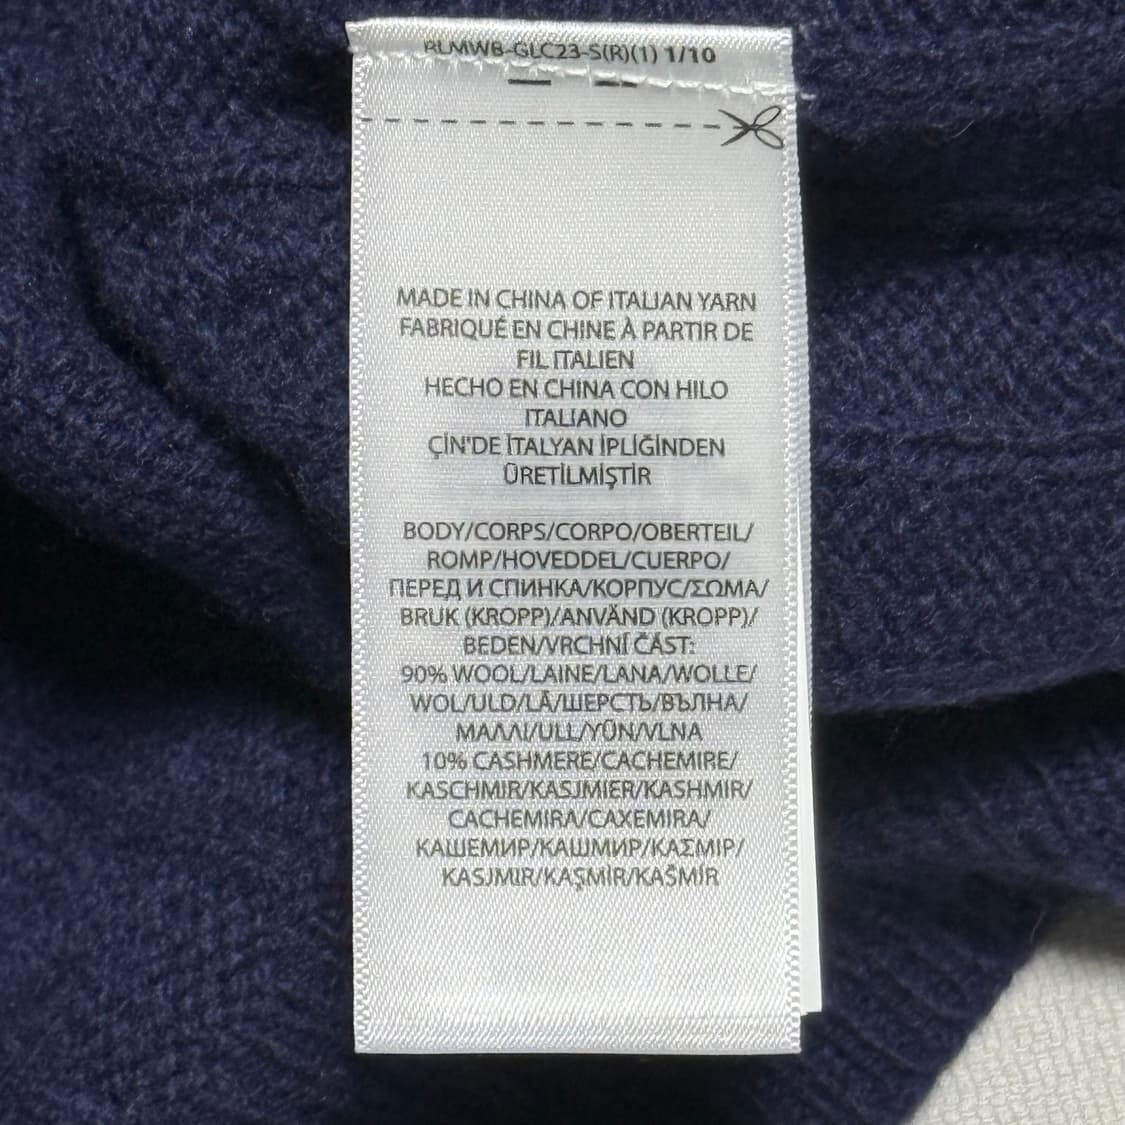 RLMWB-GLC23-S(R)(1) 1/10
MADE IN CHINA OF ITALIAN YARN
FABRIQUÉ EN CHINE À PARTIR DE
FIL ITALIEN
HECHO EN CHINA CON HILO
ITALIANO
ÇİN'DE İTALYAN İPLİĞİNDEN
ÜRETİLMİŞTİR
BODY/CORPS/CORPO/OBERTEIL/
ROMP/HOVEDDEL/CUERPO/
ПЕРЕД И СПИНКА/КОРПУС/ΣΩΜΑ/
BRUK (KROPP)/ANVÄND (KROPP)/
BEDEN/VRCHNÍ ČÁST:
90% WOOL/LAINE/LANA/WOLLE/
WOL/ULD/LÃ/ШЕРСТЬ/ВЪЛНА/
ΜΑΛΛΙ/ULL/YÜN/VLNA
10% CASHMERE/CACHEMIRE/
KASCHMIR/KASJMIER/KASHMIR/
CACHEMIRA/CAXEMIRA/
КАШЕМИР/КАШМИР/ΚΑΣΜΙΡ/
KASJMIR/KAŞMİR/KAŠMÍR